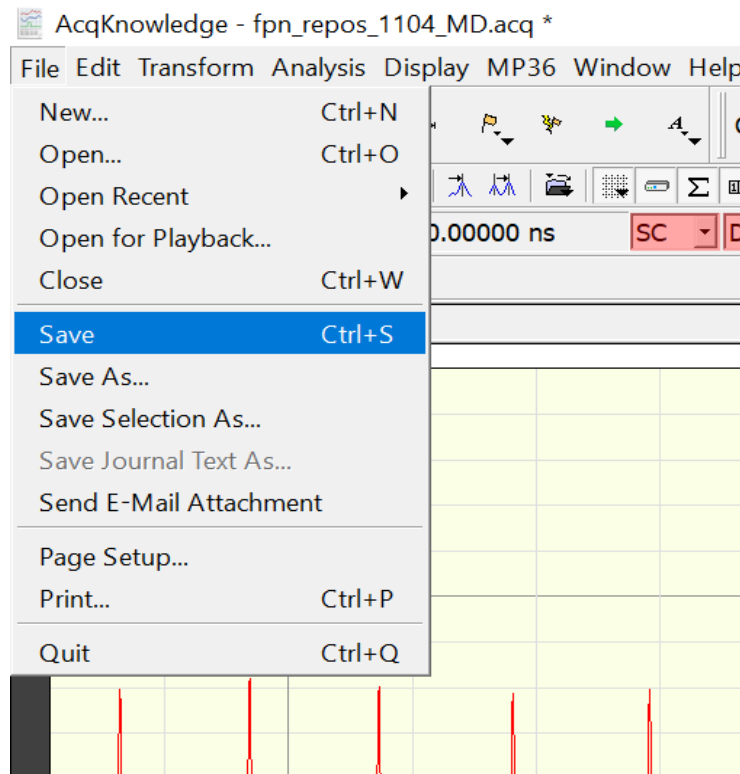 AcqKnowledge - fpn_repos_1104_MD.acq *
File Edit Transform Analysis Display MP36 Window Help
New... Ctrl+N
Open... Ctrl+O
Open Recent
Open for Playback...
0.00000 ns SC
Close Ctrl+W
Save Ctrl+S
Save As...
Save Selection As...
Save Journal Text As...
Send E-Mail Attachment
Page Setup...
Print... Ctrl+P
Quit Ctrl+Q